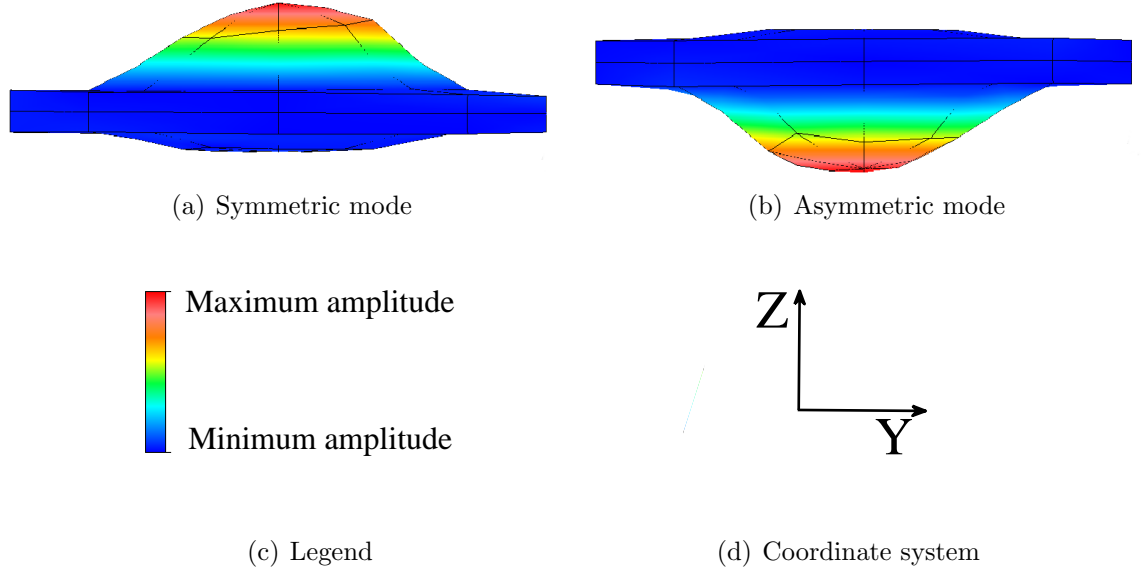 (a) Symmetric mode
(b) Asymmetric mode
Maximum amplitude
Minimum amplitude
Z
Y
(c) Legend
(d) Coordinate system